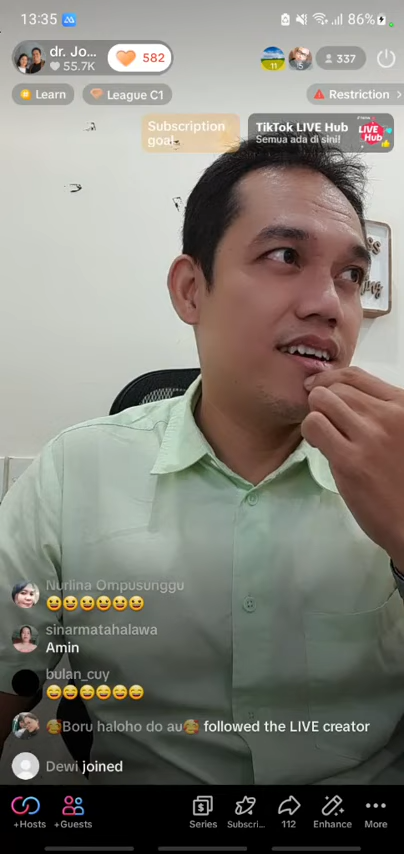 13:35
86%
dr. Jo...
55.7K
582
11
5
337
Learn
League C1
Restriction
Subscription
goal
TikTok LIVE Hub
Semua ada di sini!
LIVE
Hub
Nurlina Ompusunggu
😆😆😆😆😆😆
sinarmatahalawa
Amin
bulan_cuy
😁😁😁😁😁😁
🥰Boru haloho do au🥰 followed the LIVE creator
Dewi joined
+Hosts
+Guests
Series
Subscri...
112
Enhance
More